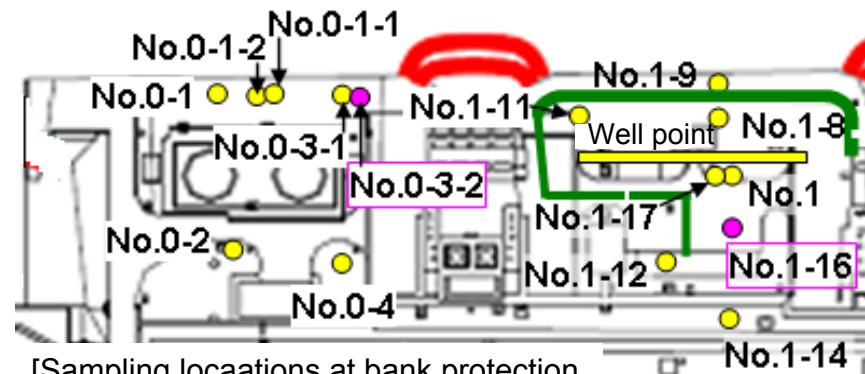 No.0-1-1
No.0-1-2
No.1-9
No.0-1
No.1-11
No.1-8
Well point
No.0-3-1
No.0-3-2
No.1
No.1-17
No.0-2
No.1-12
No.1-16
No.0-4
No.1-14
[Sampling locaations at bank protection